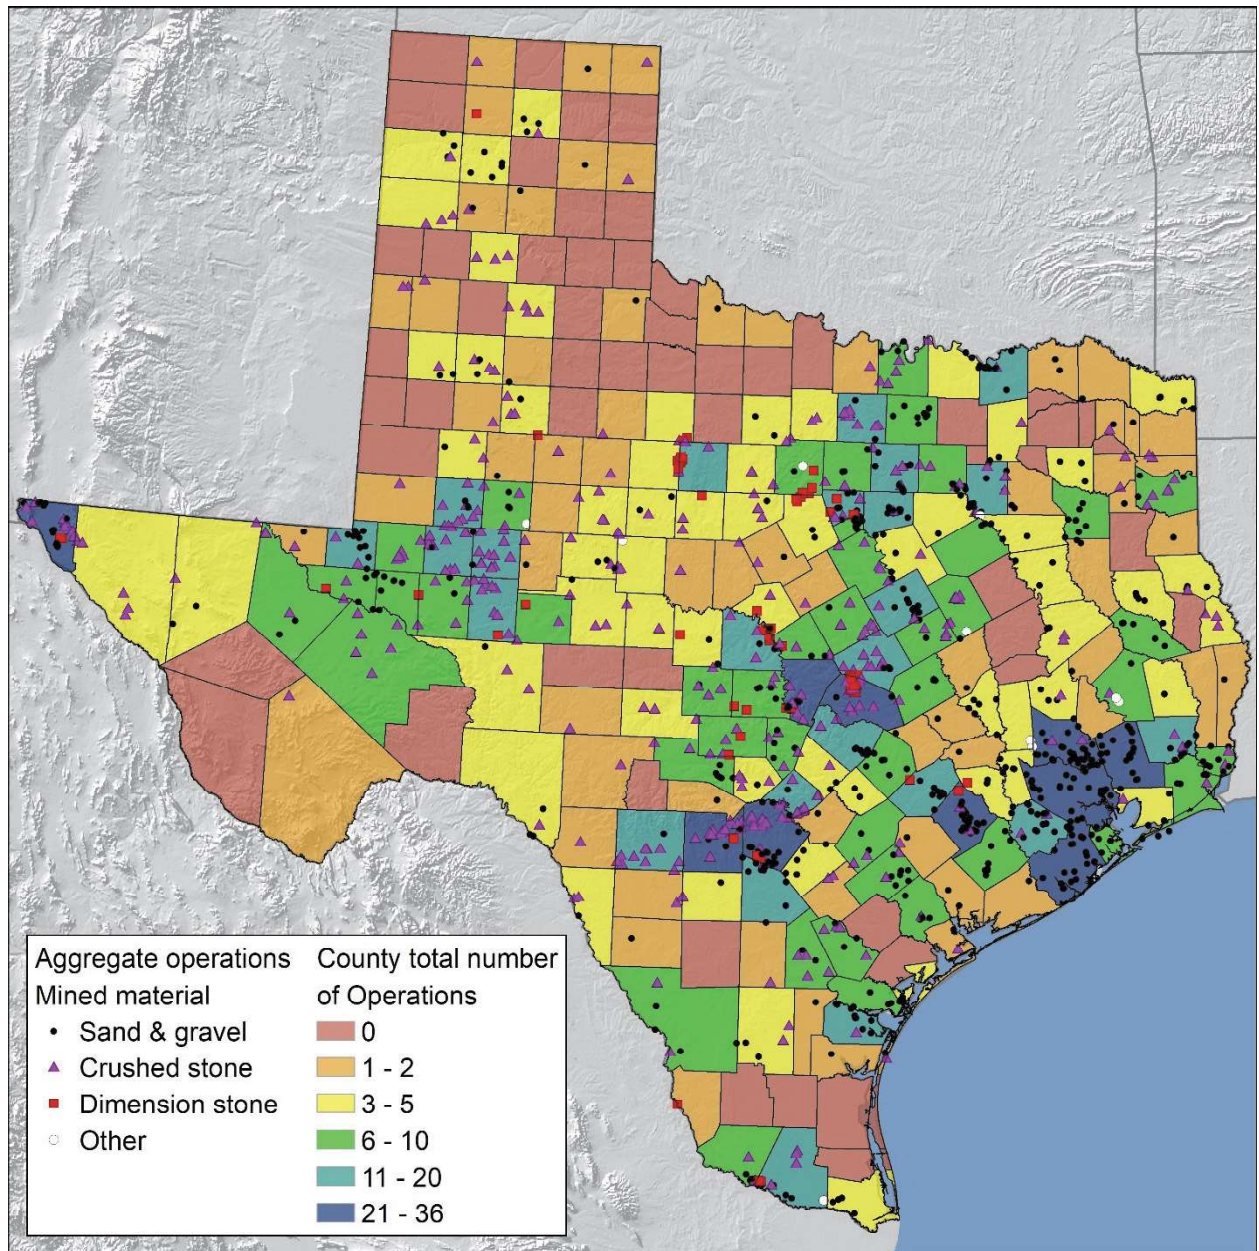 Aggregate operations
Mined material
Sand & gravel
Crushed stone
Dimension stone
Other
County total number
of Operations
0
1 - 2
3 - 5
6 - 10
11 - 20
21 - 36